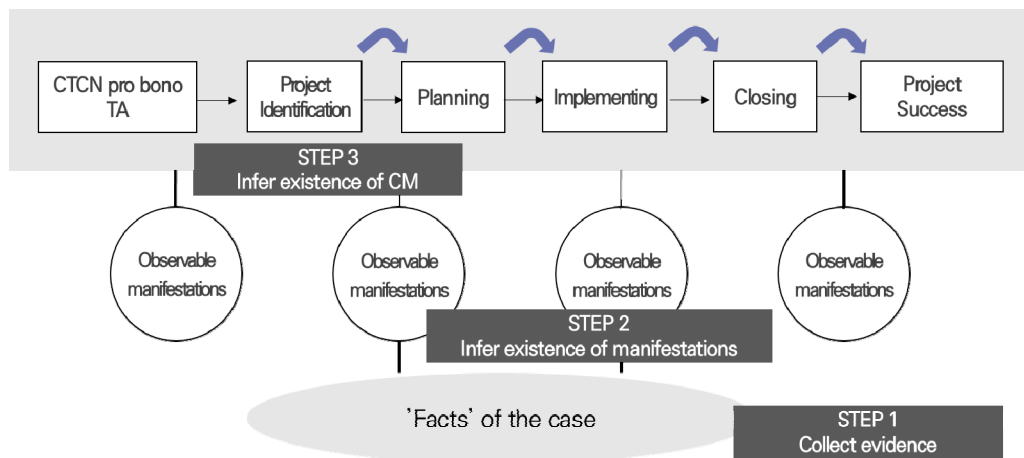 CTCN pro bono
TA
Project
Identification
Planning
Implementing
Closing
Project
Success
STEP 3
Infer existence of CM
Observable
manifestations
Observable
manifestations
Observable
manifestations
Observable
manifestations
STEP 2
Infer existence of manifestations
'Facts' of the case
STEP 1
Collect evidence